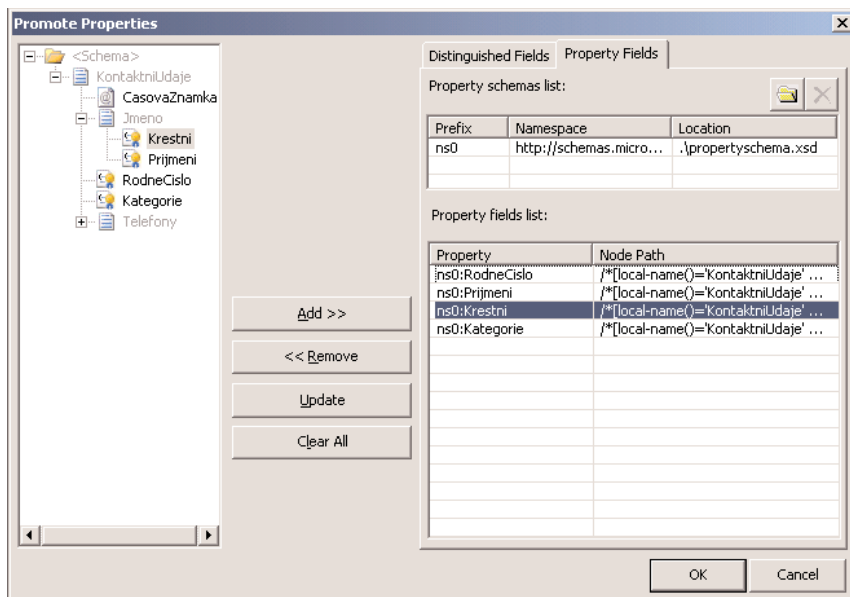 Promote Properties
<Schema>
KontaktniUdaje
CasovaZnamka
Jmeno
Krestni
Prijmeni
RodneCislo
Kategorie
Telefony
Add >>
<< Remove
Update
Clear All
Distinguished Fields Property Fields
Property schemas list:
Prefix Namespace Location
ns0 http://schemas.micro... .\propertyschema.xsd
Property fields list:
Property Node Path
ns0:RodneCislo /*[local-name()='KontaktniUdaje' ...
ns0:Prijmeni /*[local-name()='KontaktniUdaje' ...
ns0:Krestni /*[local-name()='KontaktniUdaje' ...
ns0:Kategorie /*[local-name()='KontaktniUdaje' ...
OK Cancel